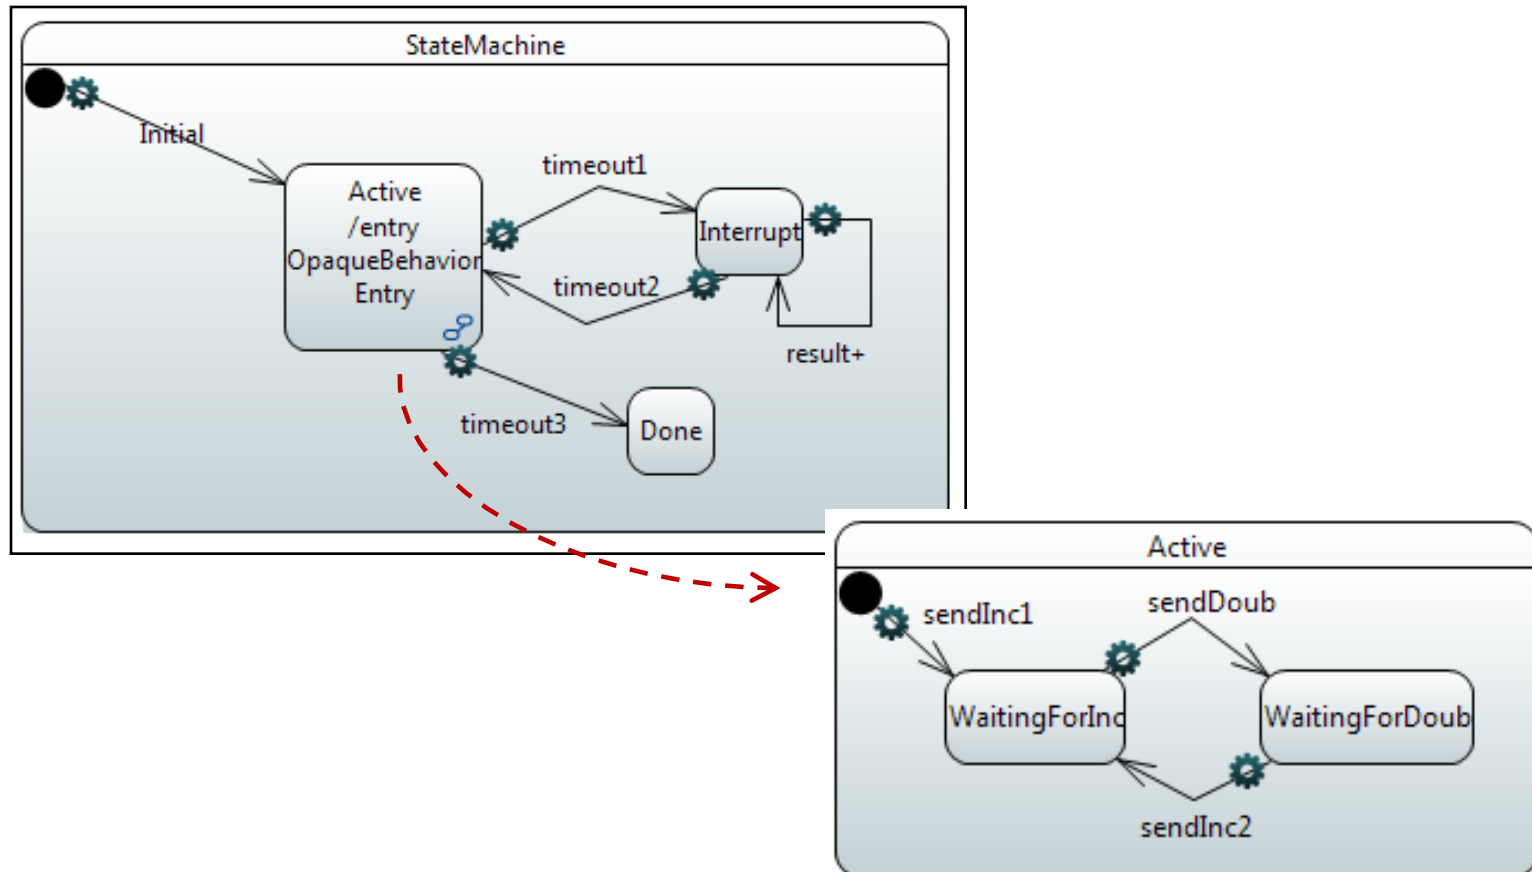 StateMachine
Initial
Active
/entry
OpaqueBehavior
Entry
timeout1
Interrupt
timeout2
result+
timeout3
Done
Active
sendInc1
sendDoub
WaitingForInc
WaitingForDoub
sendInc2